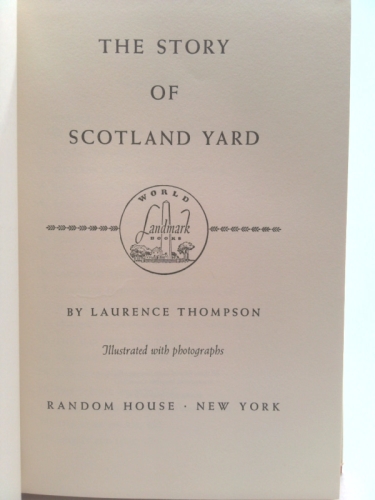 THE STORY
OF
SCOTLAND YARD
WORLD
Landmark
BOOKS
BY LAURENCE THOMPSON
Illustrated with photographs
RANDOM HOUSE · NEW YORK